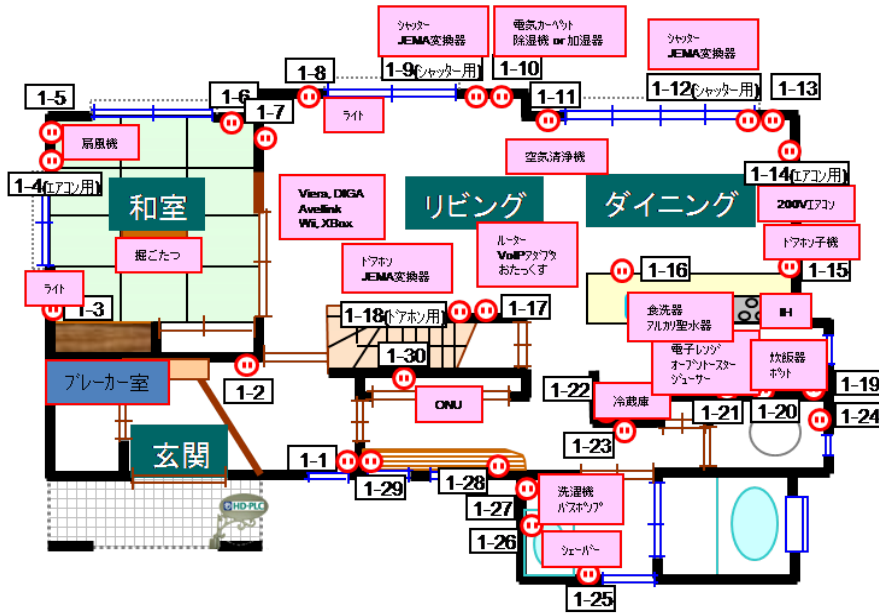 シャッター
JEMA変換器
電気カーペット
除湿機 or 加湿器
シャッター
JEMA変換器
1-8
1-9(シャッター用)
1-10
1-12(シャッター用)
1-13
1-5
1-6
1-7
1-11
ライト
扇風機
空気清浄機
1-4(エアコン用)
1-14(エアコン用)
和室
Viera, DIGA
Avellink
Wii, XBox
リビング
ダイニング
200Vエアコン
掘ごたつ
ドアホン
JEMA変換器
ルーター
VoIPアダプタ
おたっくす
ドアホン子機
1-16
1-15
ライト
1-3
1-18(ドアホン用)
1-17
食洗器
アルカリ聖水器
IH
1-30
電子レンジ
オーブントースター
ジューサー
炊飯器
ポット
ブレーカー室
1-2
ONU
1-22
冷蔵庫
1-21
1-20
1-19
1-24
玄関
1-23
1-1
1-29
1-28
1-27
洗濯機
バスポンプ
HD-PLC
1-26
シェーバー
1-25